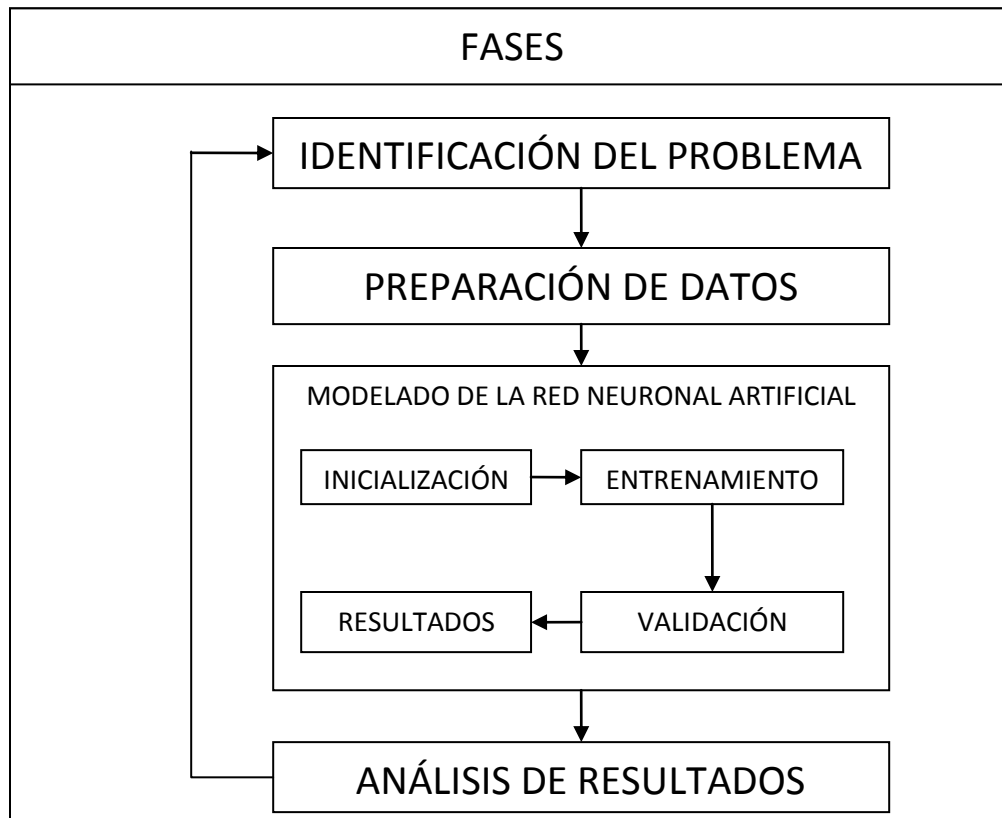 FASES
IDENTIFICACIÓN DEL PROBLEMA
PREPARACIÓN DE DATOS
MODELADO DE LA RED NEURONAL ARTIFICIAL
INICIALIZACIÓN
ENTRENAMIENTO
RESULTADOS
VALIDACIÓN
ANÁLISIS DE RESULTADOS